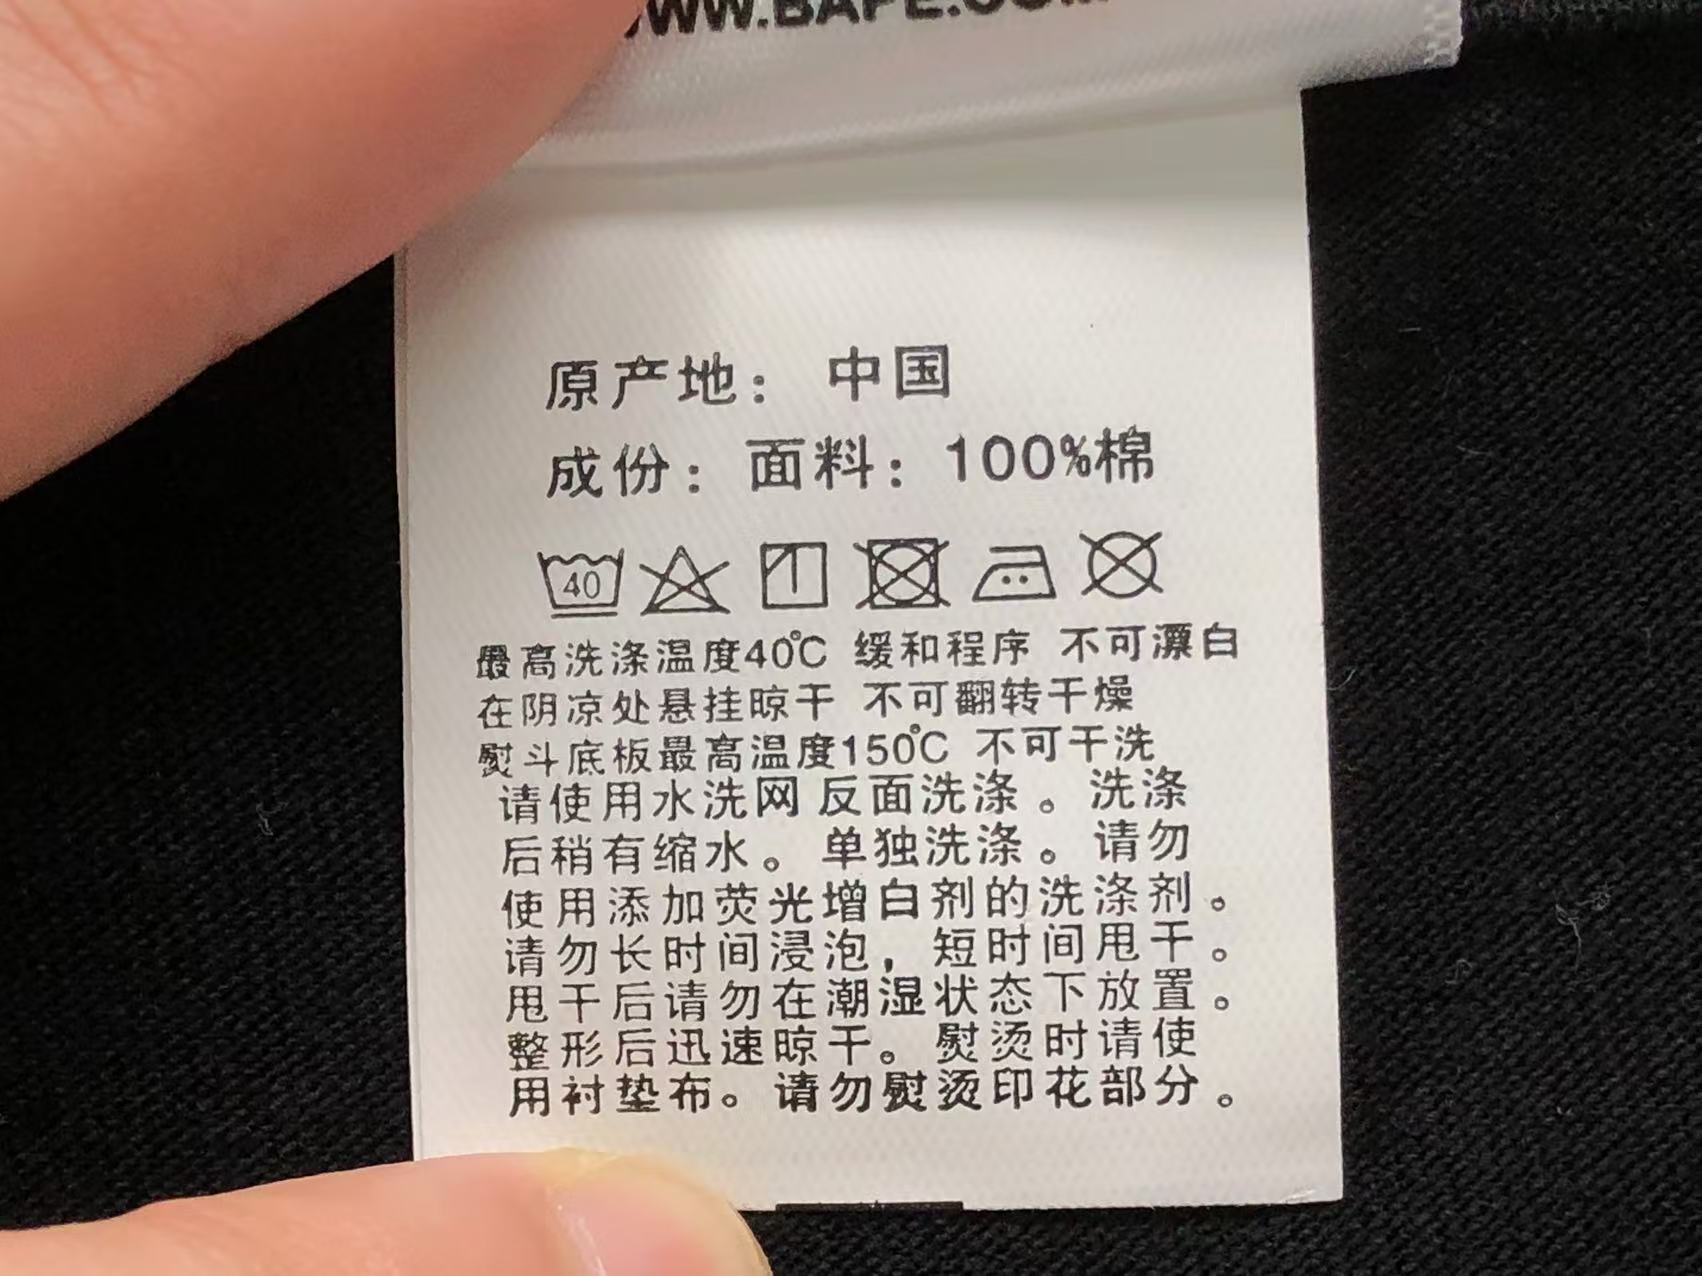 WWW.BAPE.COM
原产地： 中国
成份：面料：100%棉
40
最高洗涤温度40℃ 缓和程序 不可漂白
在阴凉处悬挂晾干 不可翻转干燥
熨斗底板最高温度150℃ 不可干洗
请使用水洗网反面洗涤。洗涤
后稍有缩水。单独洗涤。请勿
使用添加荧光增白剂的洗涤剂。
请勿长时间浸泡，短时间甩干。
甩干后请勿在潮湿状态下放置。
整形后迅速晾干。熨烫时请使
用衬垫布。请勿熨烫印花部分。